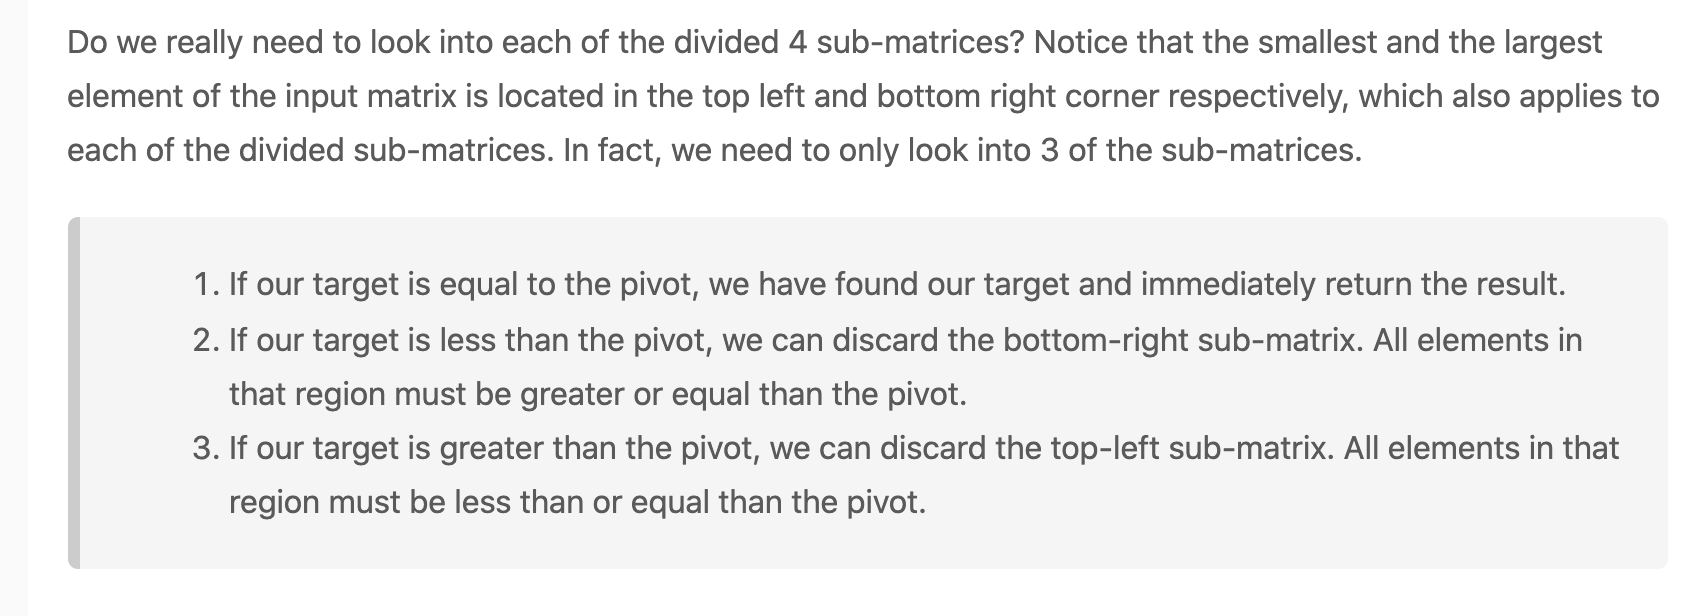 Do we really need to look into each of the divided 4 sub-matrices? Notice that the smallest and the largest
element of the input matrix is located in the top left and bottom right corner respectively, which also applies to
each of the divided sub-matrices. In fact, we need to only look into 3 of the sub-matrices.
1. If our target is equal to the pivot, we have found our target and immediately return the result.
2. If our target is less than the pivot, we can discard the bottom-right sub-matrix. All elements in
that region must be greater or equal than the pivot.
3. If our target is greater than the pivot, we can discard the top-left sub-matrix. All elements in that
region must be less than or equal than the pivot.